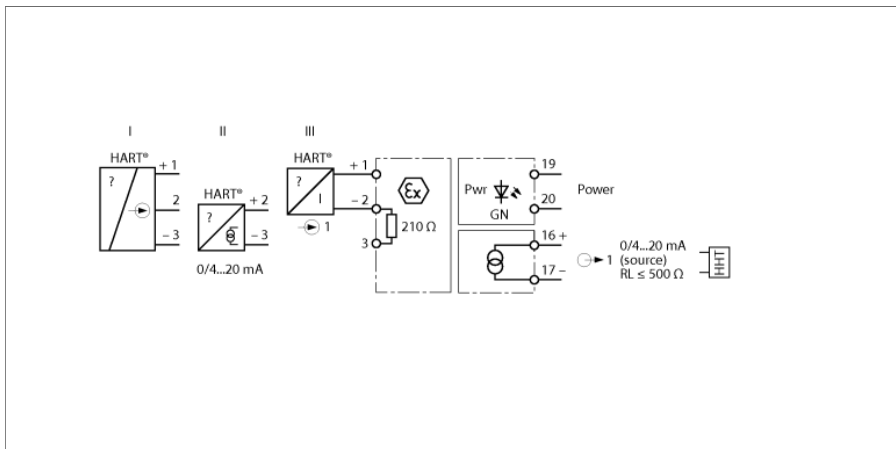 I
II
III
HART®
?
+ 1
2
– 3
HART®
?
+ 2
– 3
0/4...20 mA
HART®
?
I
+ 1
– 2
1
3
Ex
210 Ω
Pwr
GN
19
20
Power
16 +
17 –
1
0/4...20 mA
(source)
RL ≤ 500 Ω
HHT